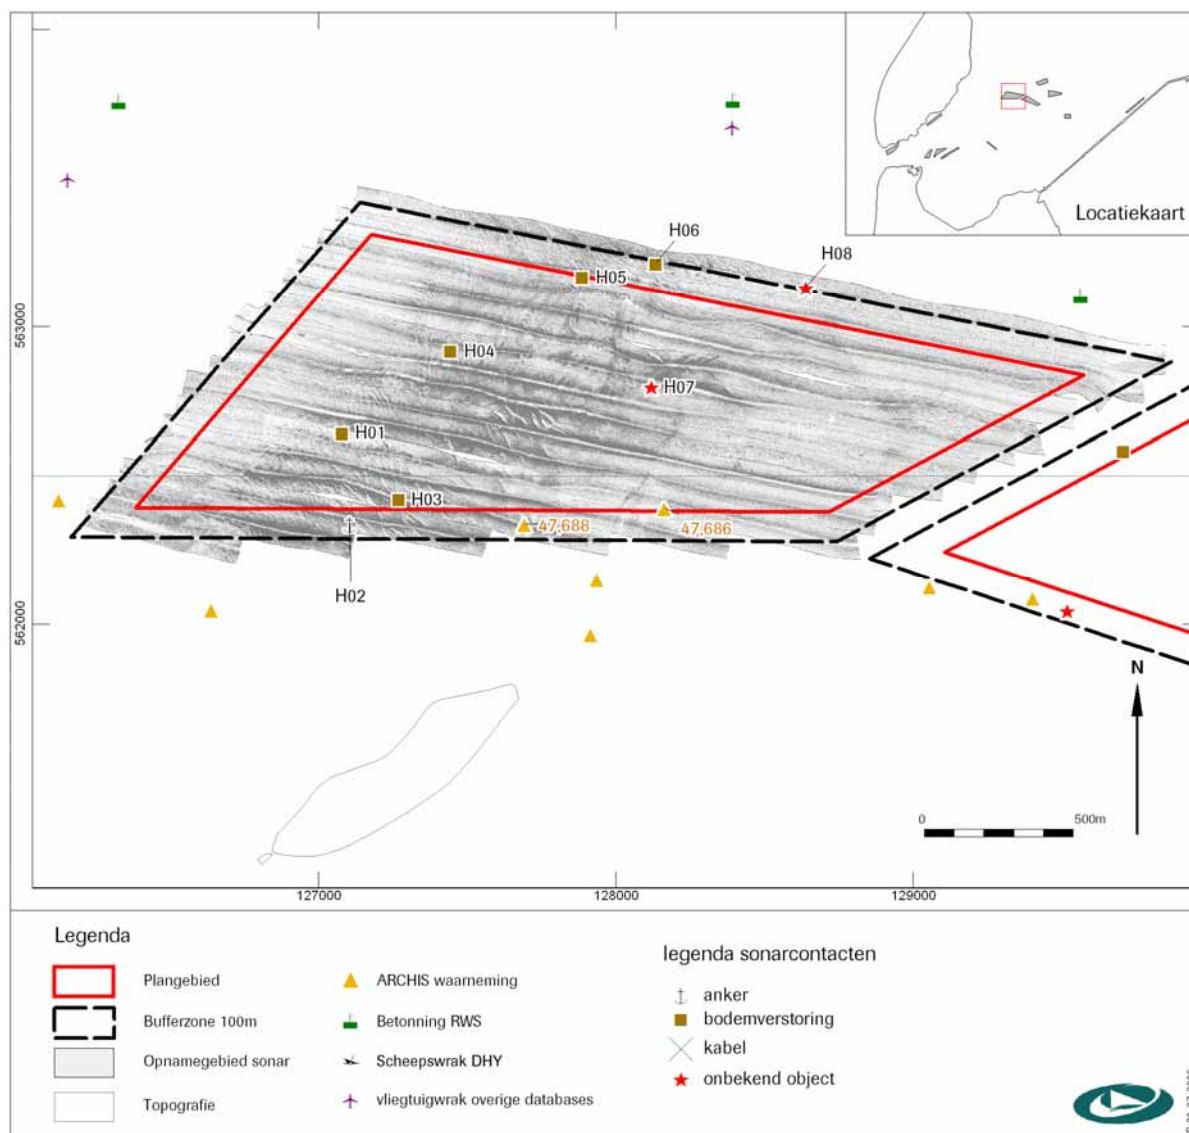 Locatiekaart
H06
H08
H05
563000
H04
H07
H01
H03
47,688
47,686
H02
562000
N
0
500m
127000
128000
129000
Legenda
Plangebied
Bufferzone 100m
Opnamegebied sonar
Topografie
ARCHIS waarneming
Betonning RWS
Scheepswrak DHY
vliegtuigwrak overige databases
legenda sonarcontacten
anker
bodemverstoring
kabel
onbekend object